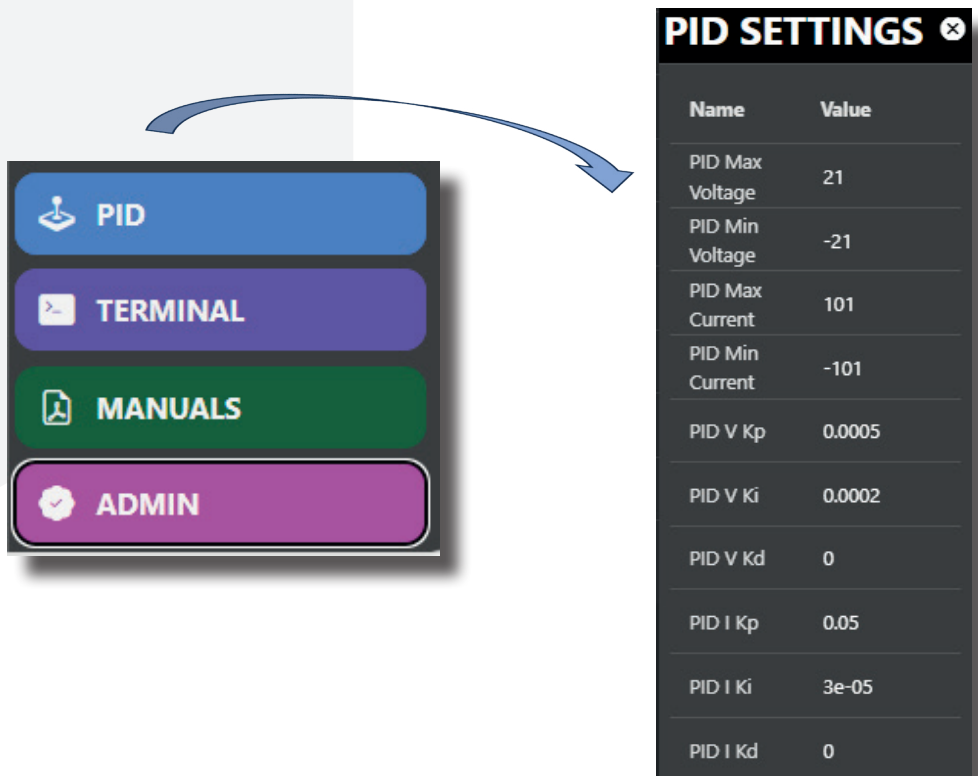 PID
TERMINAL
MANUALS
ADMIN
PID SETTINGS
Name Value
PID Max
Voltage 21
PID Min
Voltage -21
PID Max
Current 101
PID Min
Current -101
PID V Kp 0.0005
PID V Ki 0.0002
PID V Kd 0
PID I Kp 0.05
PID I Ki 3e-05
PID I Kd 0